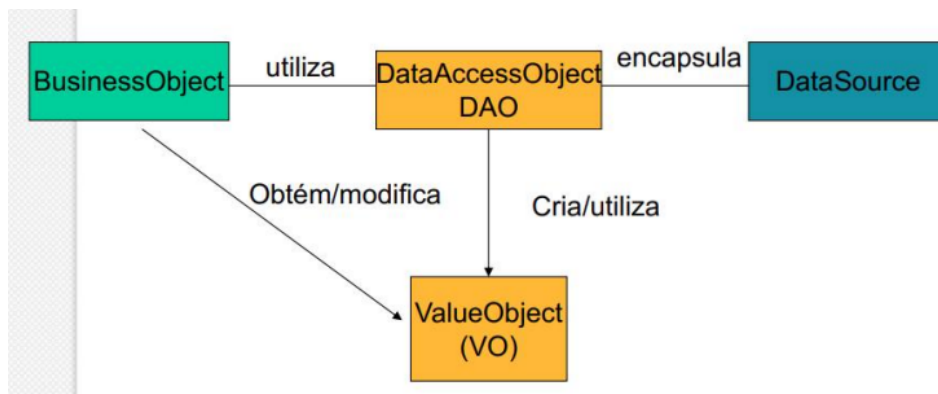 BusinessObject
utiliza
DataAccessObject
DAO
encapsula
DataSource
Obtém/modifica
Cria/utiliza
ValueObject
(VO)